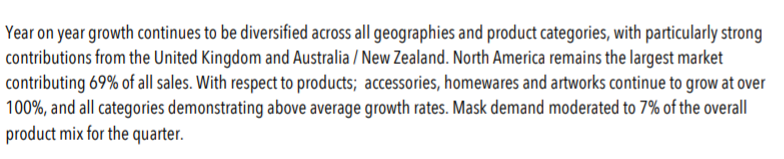 Year on year growth continues to be diversified across all geographies and product categories, with particularly strong
contributions from the United Kingdom and Australia / New Zealand. North America remains the largest market
contributing 69% of all sales. With respect to products;  accessories, homewares and artworks continue to grow at over
100%, and all categories demonstrating above average growth rates. Mask demand moderated to 7% of the overall
product mix for the quarter.